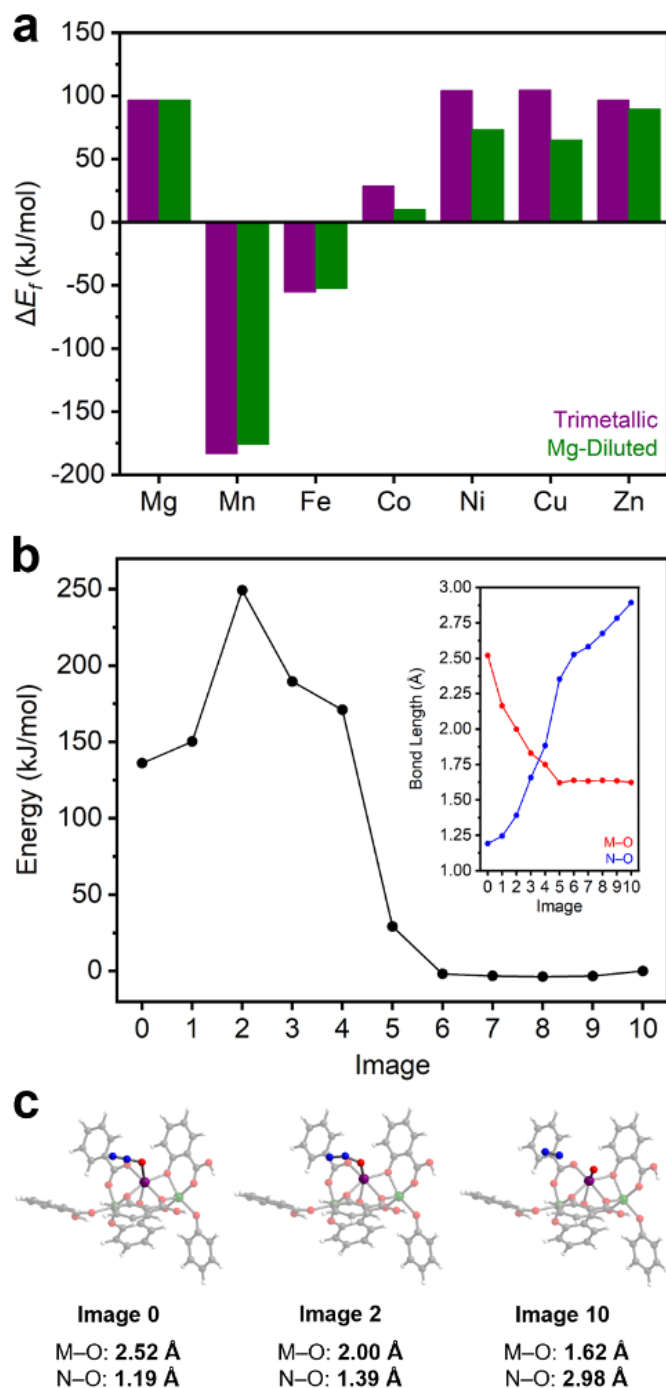 a
150
100
50
0
-50
-100
-150
-200
ΔEf (kJ/mol)
Trimetallic
Mg-Diluted
Mg Mn Fe Co Ni Cu Zn
b
250
200
150
100
50
0
Energy (kJ/mol)
0 1 2 3 4 5 6 7 8 9 10
Image
3.00
2.75
2.50
2.25
2.00
1.75
1.50
1.25
1.00
Bond Length (Å)
M–O
N–O
0 1 2 3 4 5 6 7 8 9 10
Image
c
Image 0 Image 2 Image 10
M–O: 2.52 Å M–O: 2.00 Å M–O: 1.62 Å
N–O: 1.19 Å N–O: 1.39 Å N–O: 2.98 Å